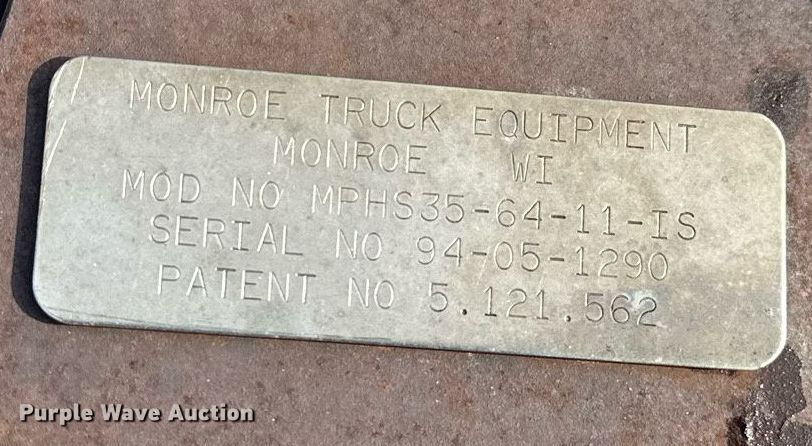 MONROE TRUCK EQUIPMENT
MONROE WI
MOD NO MPHS35-64-11-IS
SERIAL NO 94-05-1290
PATENT NO 5.121.562
Purple Wave Auction